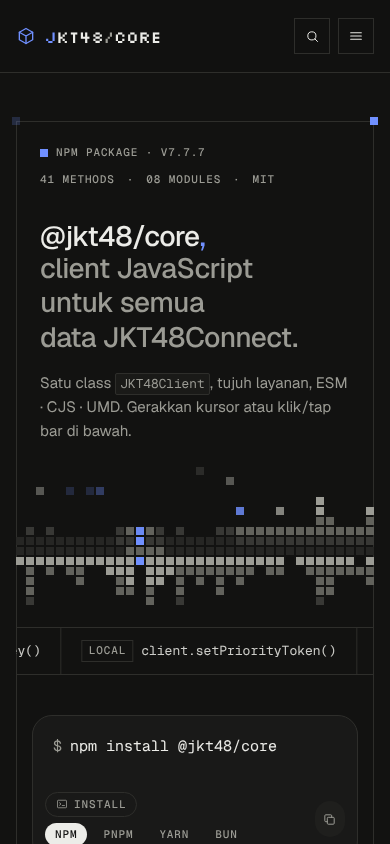 JKT48/CORE
NPM PACKAGE · V7.7.7
41 METHODS · 08 MODULES · MIT
@jkt48/core,
client JavaScript
untuk semua
data JKT48Connect.
Satu class JKT48Client, tujuh layanan, ESM
· CJS · UMD. Gerakkan kursor atau klik/tap
bar di bawah.
y() LOCAL client.setPriorityToken()
$ npm install @jkt48/core
INSTALL
NPM PNPM YARN BUN